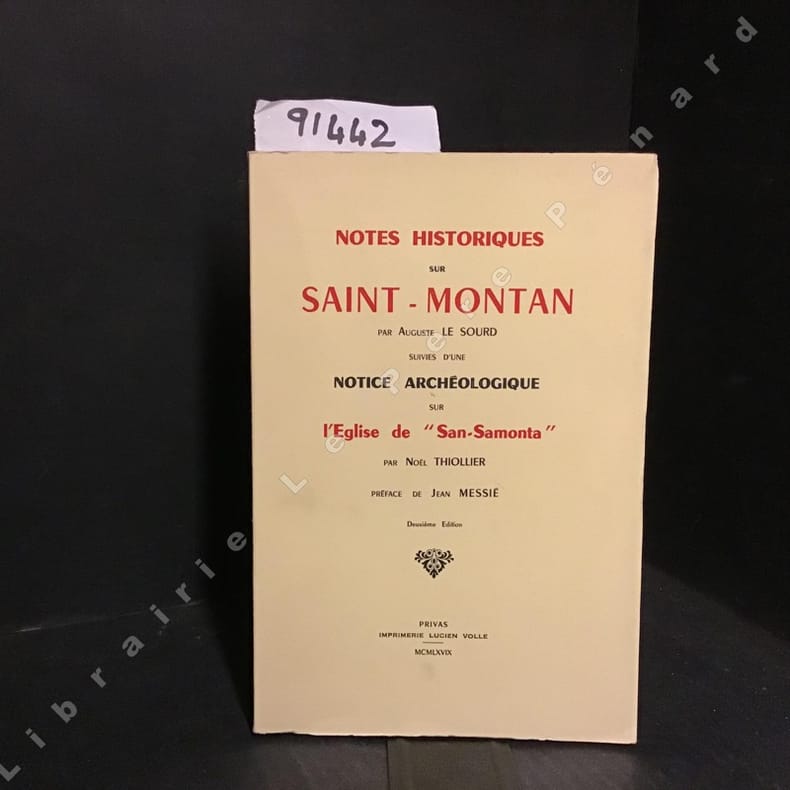 91442
NOTES HISTORIQUES
SUR
SAINT - MONTAN
PAR AUGUSTE LE SOURD
SUIVIES D'UNE
NOTICE ARCHÉOLOGIQUE
SUR
l'Eglise de "San-Samonta"
PAR NOËL THIOLLIER
PRÉFACE DE JEAN MESSIÉ
Deuxième Edition
PRIVAS
IMPRIMERIE LUCIEN VOLLE
MCMLXVIX
Librairie Le Père Pénard